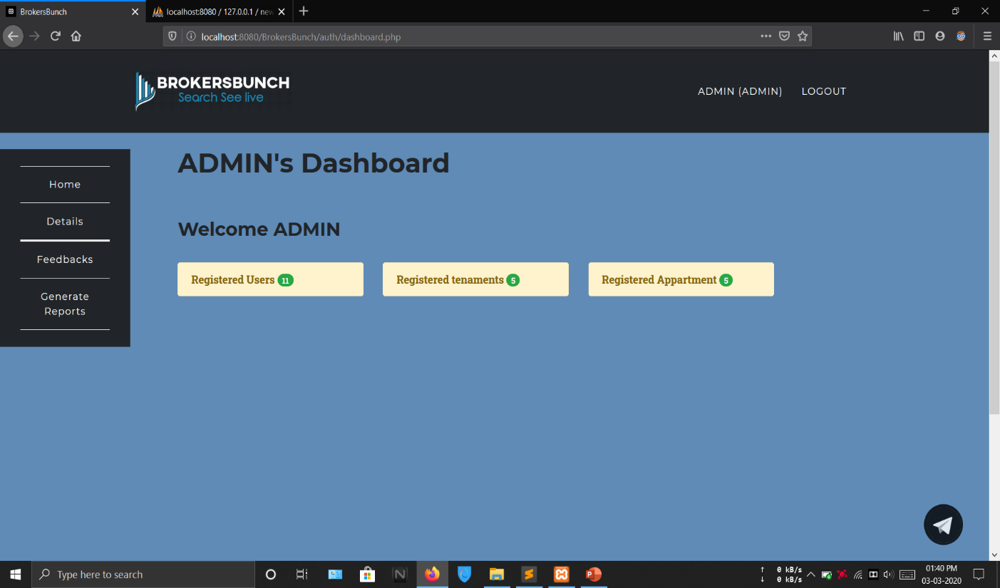 BrokersBunch
localhost:8080 / 127.0.0.1 / new
localhost:8080/BrokersBunch/auth/dashboard.php
BROKERSBUNCH
Search See live
ADMIN (ADMIN)
LOGOUT
ADMIN's Dashboard
Home
Details
Feedbacks
Generate
Reports
Welcome ADMIN
Registered Users 11
Registered tenaments 5
Registered Appartment 5
Type here to search
0 kB/s
0 kB/s
01:40 PM
03-03-2020